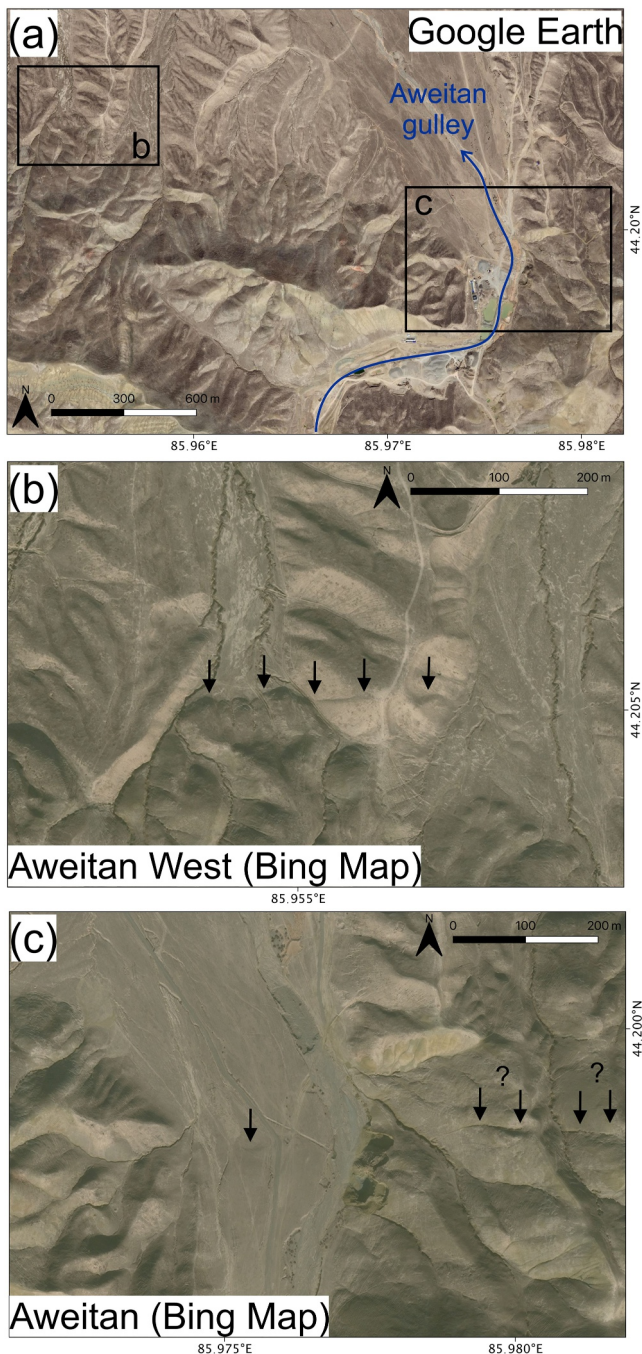 (a)
Google Earth
Aweitan
gulley
b
c
44.20°N
N
0 300 600 m
85.96°E 85.97°E 85.98°E
(b)
N
0 100 200 m
44.205°N
Aweitan West (Bing Map)
85.955°E
(c)
N
0 100 200 m
44.200°N
? ?
Aweitan (Bing Map)
85.975°E 85.980°E